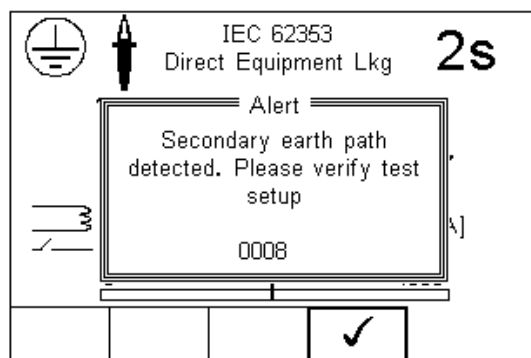 IEC 62353
Direct Equipment Lkg
2s
Alert
Secondary earth path
detected. Please verify test
setup
0008